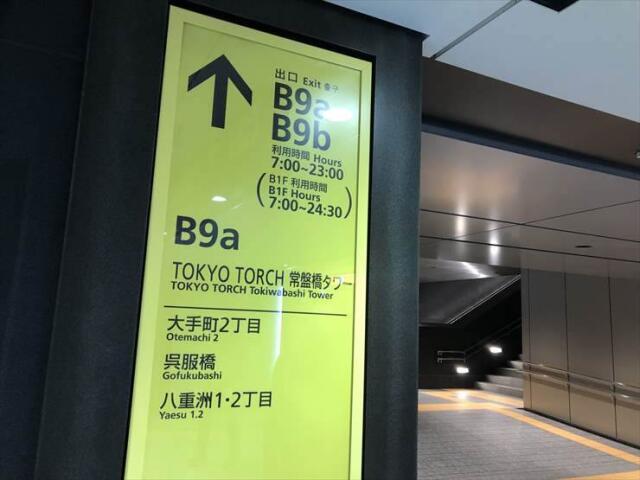 出口 Exit 출구
B9a
B9b
利用時間 Hours
7:00~23:00
(B1F 利用時間
B1F Hours
7:00~24:30)
B9a
TOKYO TORCH 常盤橋タワー
TOKYO TORCH Tokiwabashi Tower
大手町2丁目
Otemachi 2
呉服橋
Gofukubashi
八重洲1・2丁目
Yaesu 1.2